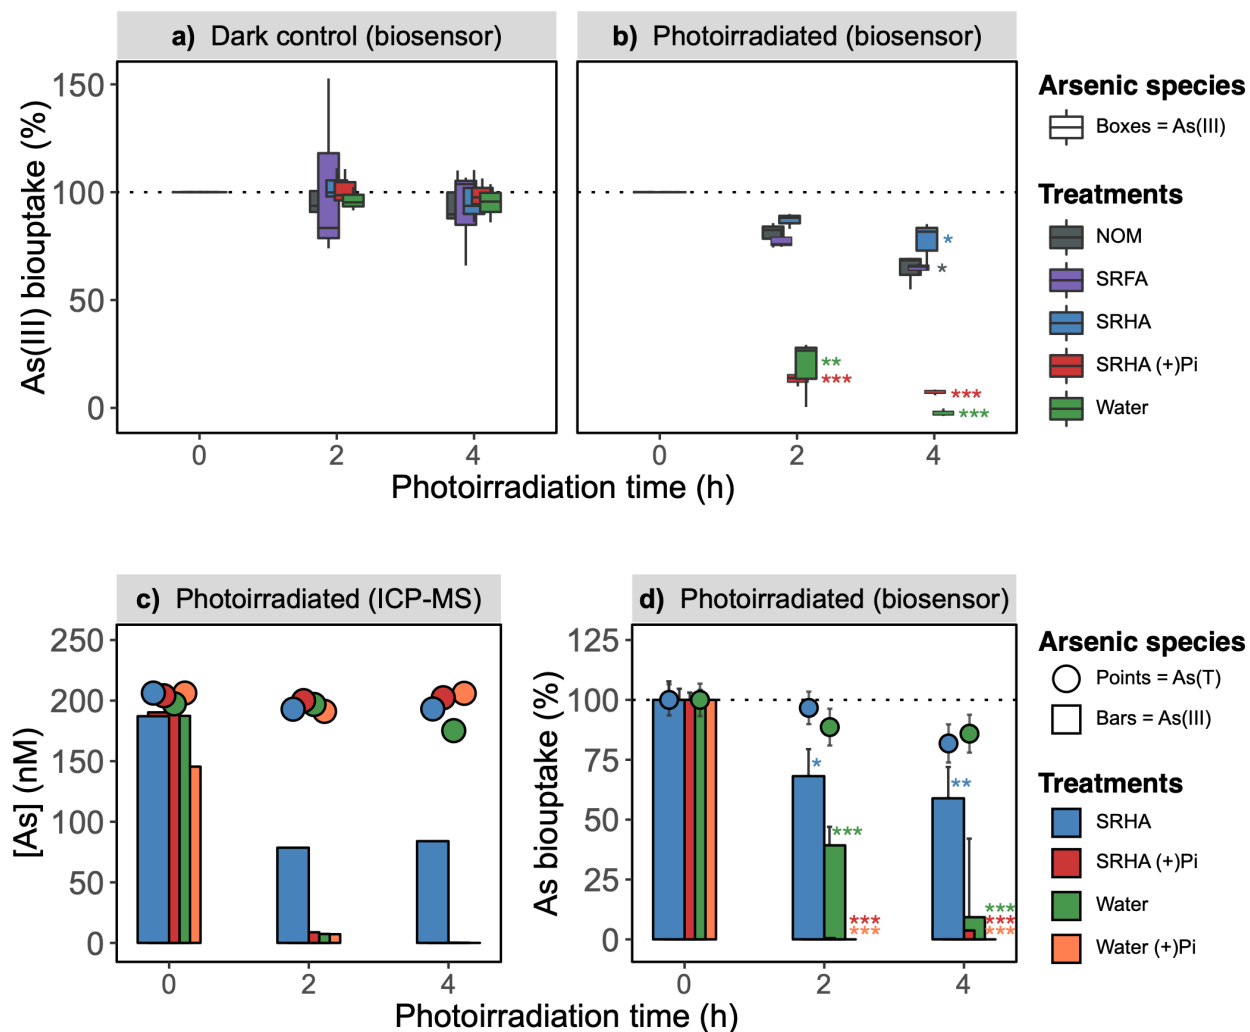 a) Dark control (biosensor)
b) Photoirradiated (biosensor)
As(III) biouptake (%)
150
100
50
0
*
*
**
***
***
***
0
2
4
0
2
4
Photoirradiation time (h)
Arsenic species
Boxes = As(III)
Treatments
NOM
SRFA
SRHA
SRHA (+)Pi
Water
c) Photoirradiated (ICP-MS)
d) Photoirradiated (biosensor)
[As] (nM)
250
200
150
100
50
0
0
2
4
As biouptake (%)
125
100
75
50
25
0
*
**
***
***
***
***
***
***
0
2
4
Photoirradiation time (h)
Arsenic species
Points = As(T)
Bars = As(III)
Treatments
SRHA
SRHA (+)Pi
Water
Water (+)Pi